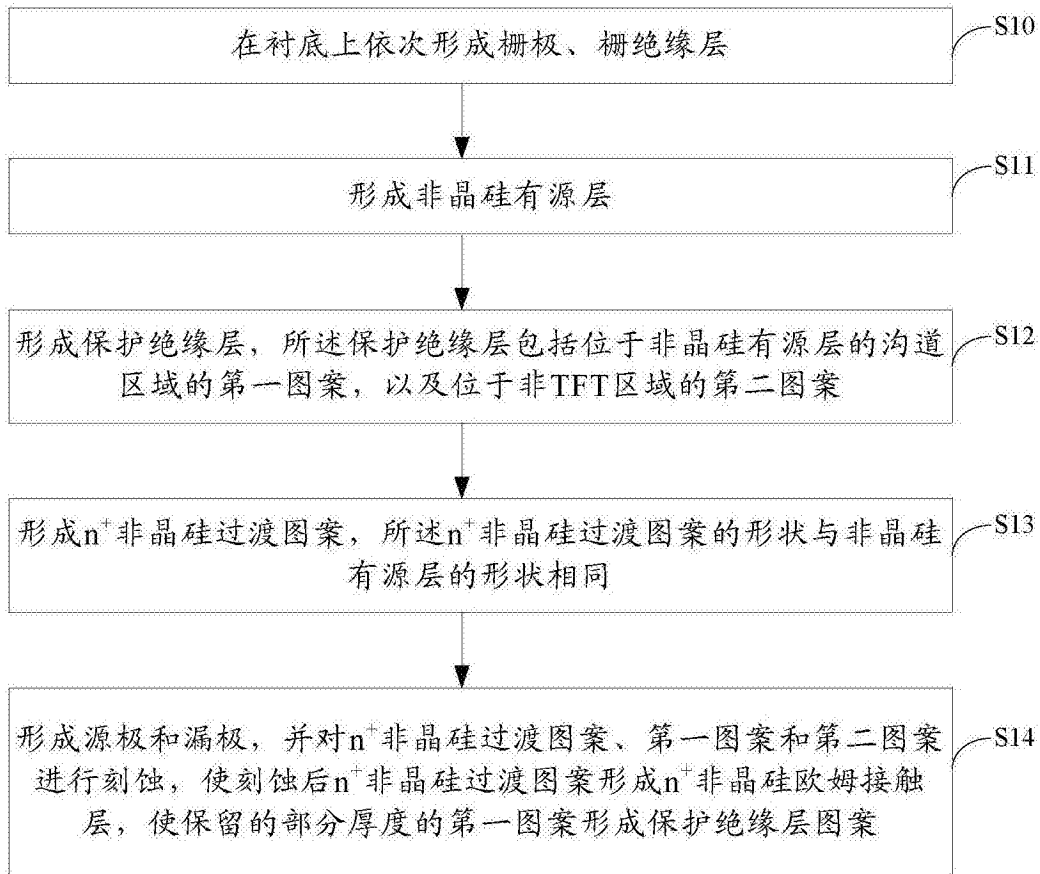 在衬底上依次形成栅极、栅绝缘层
S10
形成非晶硅有源层
S11
形成保护绝缘层，所述保护绝缘层包括位于非晶硅有源层的沟道
区域的第一图案，以及位于非TFT区域的第二图案
S12
形成n⁺非晶硅过渡图案，所述n⁺非晶硅过渡图案的形状与非晶硅
有源层的形状相同
S13
形成源极和漏极，并对n⁺非晶硅过渡图案、第一图案和第二图案
进行刻蚀，使刻蚀后n⁺非晶硅过渡图案形成n⁺非晶硅欧姆接触
层，使保留的部分厚度的第一图案形成保护绝缘层图案
S14